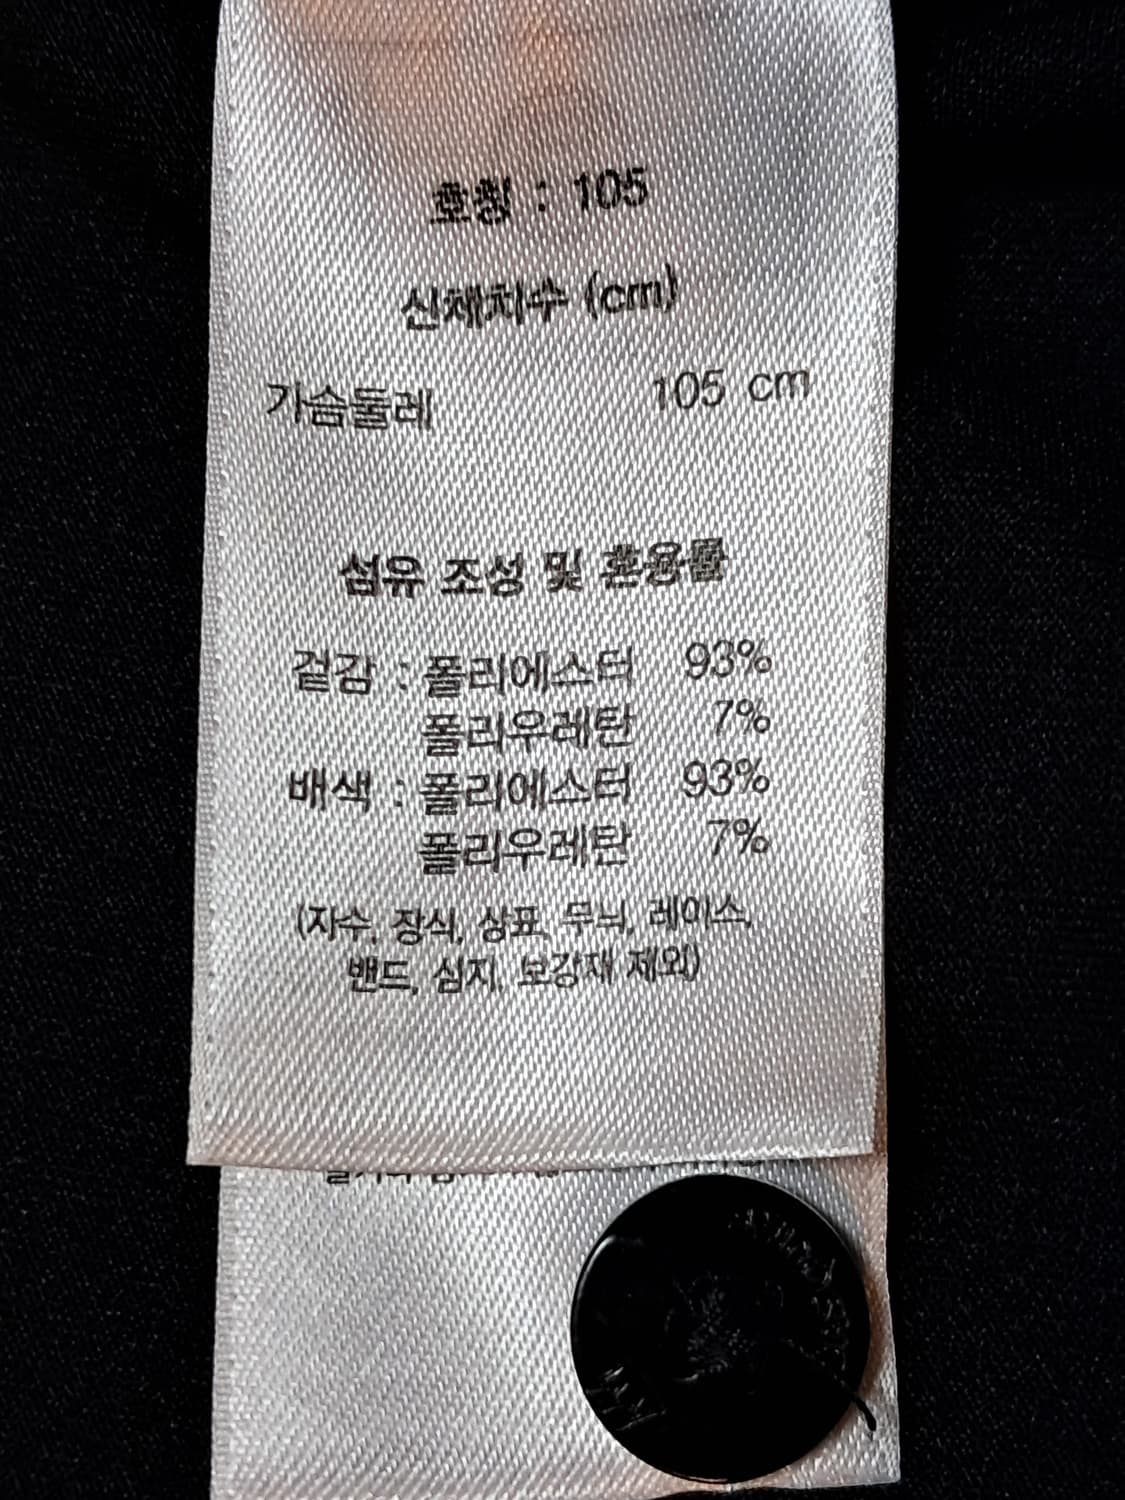 호칭 : 105
신체치수 (cm)
가슴둘레 105 cm
섬유 조성 및 혼용률
겉감 : 폴리에스터 93%
폴리우레탄 7%
배색 : 폴리에스터 93%
폴리우레탄 7%
(자수, 장식, 상표, 무늬, 레이스,
밴드, 심지, 보강재 제외)